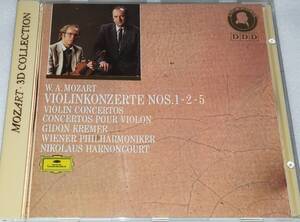 MOZART · 3D COLLECTION
DDD
W. A. MOZART
VIOLINKONZERTE NOS. 1·2·5
VIOLIN CONCERTOS
CONCERTOS POUR VIOLON
GIDON KREMER
WIENER PHILHARMONIKER
NIKOLAUS HARNONCOURT